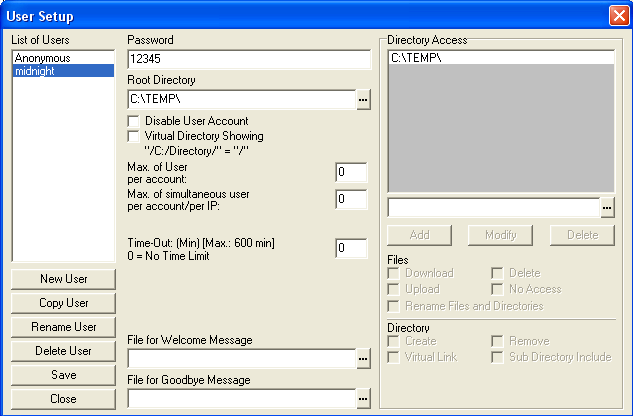 User Setup
List of Users
Anonymous
midnight
New User
Copy User
Rename User
Delete User
Save
Close
Password
12345
Root Directory
C:\TEMP\
...
Disable User Account
Virtual Directory Showing
"/C:/Directory/" = "/"
Max. of User
per account:
0
Max. of simultaneous user
per account/per IP:
0
Time-Out: (Min) [Max.: 600 min]
0 = No Time Limit
0
File for Welcome Message
...
File for Goodbye Message
...
Directory Access
C:\TEMP\
...
Add Modify Delete
Files
Download Delete
Upload No Access
Rename Files and Directories
Directory
Create Remove
Virtual Link Sub Directory Include